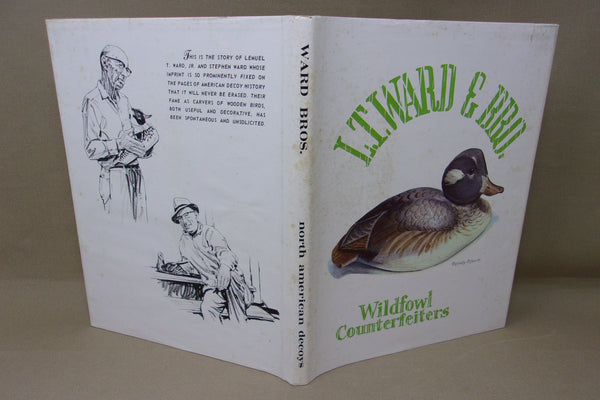 THIS IS THE STORY OF LEMUEL
T. WARD, JR. AND STEPHEN WARD WHOSE
IMPRINT IS SO PROMINENTLY FIXED ON
THE PAGES OF AMERICAN DECOY HISTORY
THAT IT WILL NEVER BE ERASED. THEIR
FAME AS CARVERS OF WOODEN BIRDS,
BOTH USEFUL AND DECORATIVE, HAS
BEEN SPONTANEOUS AND UNSOLICITED.
WARD BROS.
north american decoys
L.T. WARD & BRO.
Wildfowl
Counterfeiters